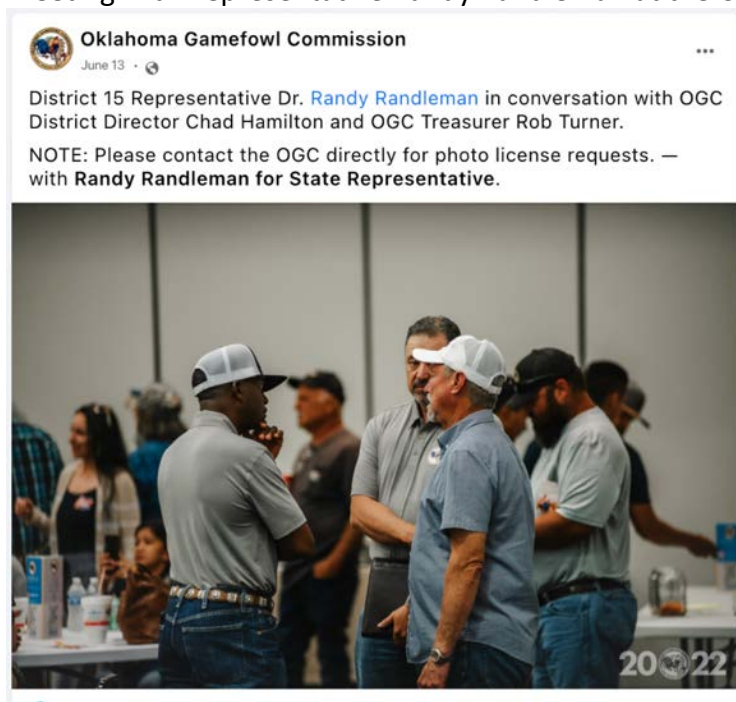 Oklahoma Gamefowl Commission
June 13
District 15 Representative Dr. Randy Randleman in conversation with OGC
District Director Chad Hamilton and OGC Treasurer Rob Turner.
NOTE: Please contact the OGC directly for photo license requests. —
with Randy Randleman for State Representative.
20 22